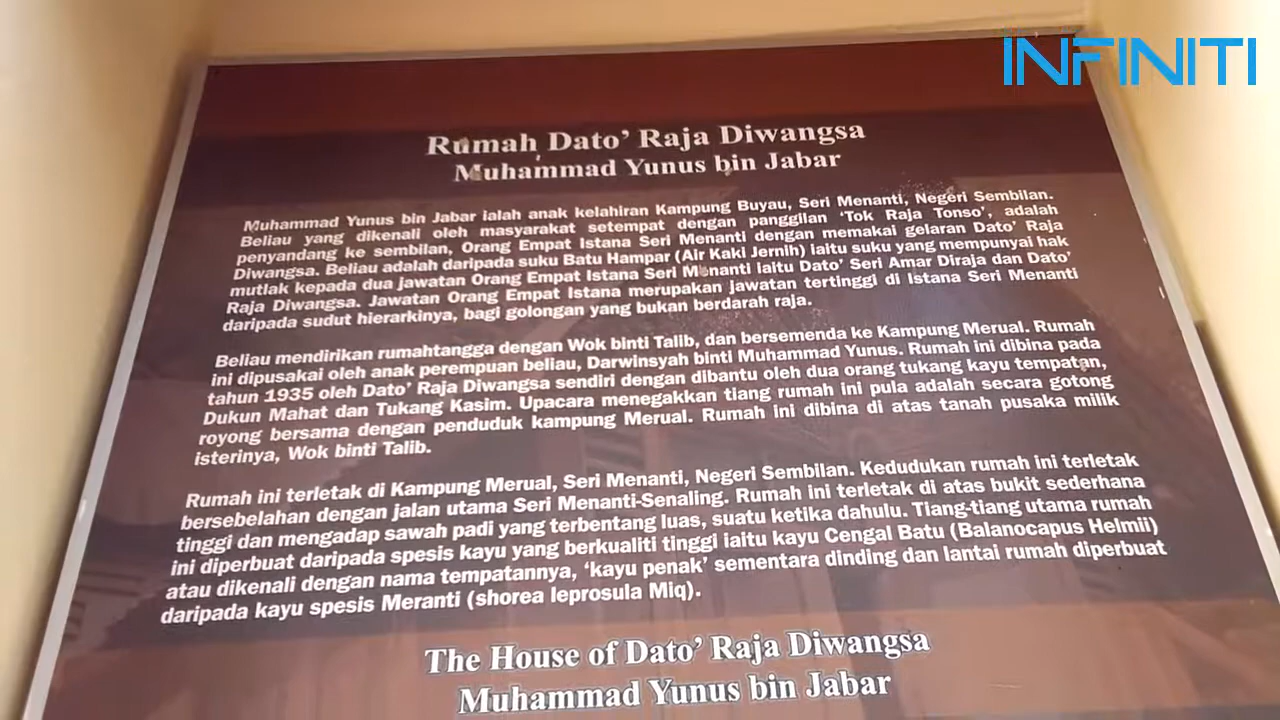 INFINITI
Rumah Dato' Raja Diwangsa
Muhammad Yunus bin Jabar
Muhammad Yunus bin Jabar ialah anak kelahiran Kampung Buyau, Seri Menanti, Negeri Sembilan.
Beliau yang dikenali oleh masyarakat setempat dengan panggilan 'Tok Raja Tonso', adalah
penyandang ke sembilan, Orang Empat Istana Seri Menanti dengan memakai gelaran Dato' Raja
Diwangsa. Beliau adalah daripada suku Batu Hampar (Air Kaki Jernih) iaitu suku yang mempunyai hak
mutlak kepada dua jawatan Orang Empat Istana Seri Menanti iaitu Dato' Seri Amar Diraja dan Dato'
Raja Diwangsa. Jawatan Orang Empat Istana merupakan jawatan tertinggi di Istana Seri Menanti
daripada sudut hierarkinya, bagi golongan yang bukan berdarah raja.
Beliau mendirikan rumahtangga dengan Wok binti Talib, dan bersemenda ke Kampung Merual. Rumah
ini dipusakai oleh anak perempuan beliau, Darwinsyah binti Muhammad Yunus. Rumah ini dibina pada
tahun 1935 oleh Dato' Raja Diwangsa sendiri dengan dibantu oleh dua orang tukang kayu tempatan,
Dukun Mahat dan Tukang Kasim. Upacara menegakkan tiang rumah ini pula adalah secara gotong
royong bersama dengan penduduk kampung Merual. Rumah ini dibina di atas tanah pusaka milik
isterinya, Wok binti Talib.
Rumah ini terletak di Kampung Merual, Seri Menanti, Negeri Sembilan. Kedudukan rumah ini terletak
bersebelahan dengan jalan utama Seri Menanti-Senaling. Rumah ini terletak di atas bukit sederhana
tinggi dan mengadap sawah padi yang terbentang luas, suatu ketika dahulu. Tiang-tiang utama rumah
ini diperbuat daripada spesis kayu yang berkualiti tinggi iaitu kayu Cengal Batu (Balanocapus Helmii)
atau dikenali dengan nama tempatannya, 'kayu penak' sementara dinding dan lantai rumah diperbuat
daripada kayu spesis Meranti (shorea leprosula Miq).
The House of Dato' Raja Diwangsa
Muhammad Yunus bin Jabar